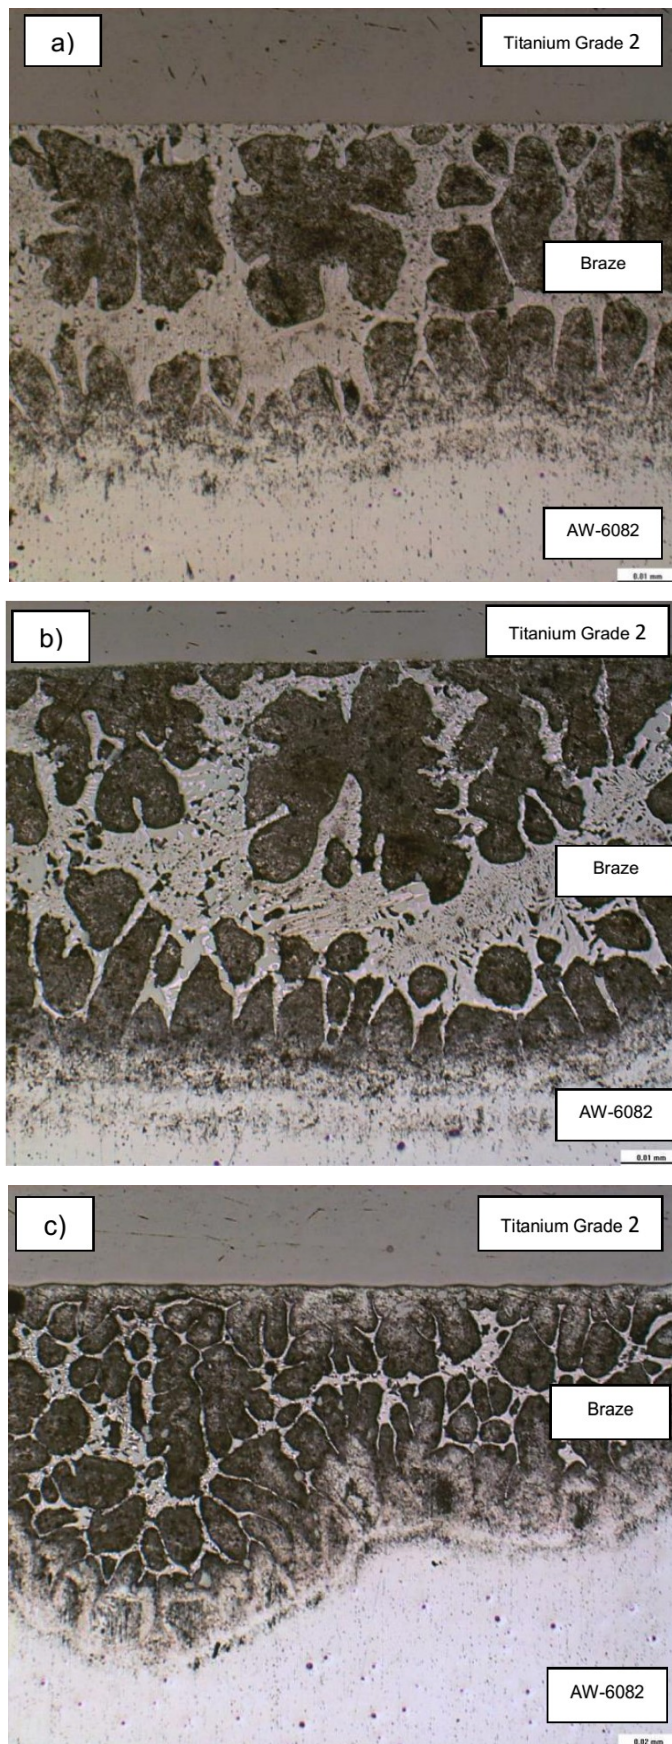 a)
Titanium Grade 2
Braze
AW-6082
0.01 mm
b)
Titanium Grade 2
Braze
AW-6082
0.01 mm
c)
Titanium Grade 2
Braze
AW-6082
0.02 mm